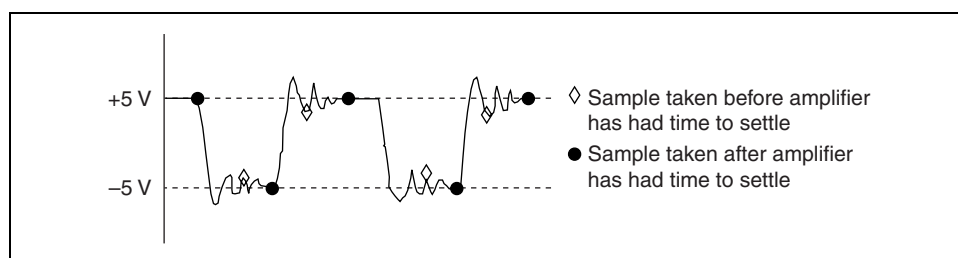 +5 V
–5 V
Sample taken before amplifier
has had time to settle
Sample taken after amplifier
has had time to settle